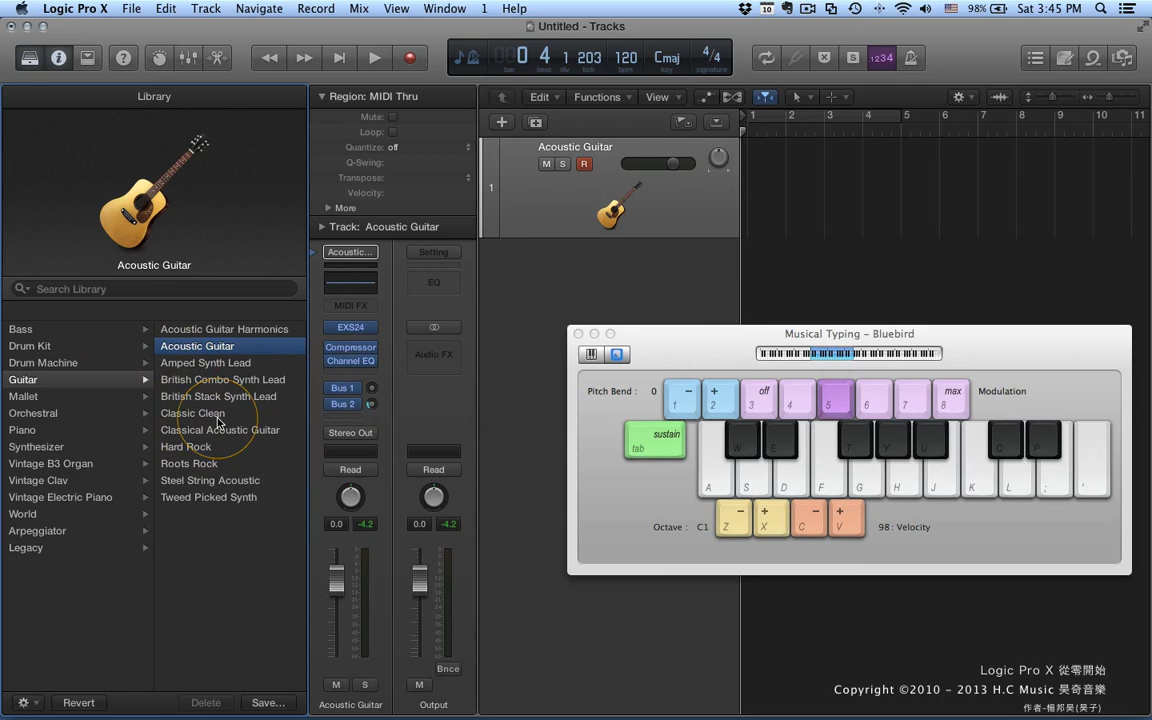 Logic Pro X File Edit Track Navigate Record Mix View Window 1 Help 10 98% Sat 3:45 PM
Untitled - Tracks
0 4 1 203 120 Cmaj 4/4
bar beat div tick bpm key signature
1234
Library
Region: MIDI Thru
Edit Functions View
Mute:
Loop:
Quantize: off
Q-Swing:
Transpose:
Velocity:
More
Track: Acoustic Guitar
1 2 3 4 5 6 7 8 9 10 11
Acoustic Guitar
M S R
L R
1
Acoustic Guitar
Search Library
Bass
Drum Kit
Drum Machine
Guitar
Mallet
Orchestral
Piano
Synthesizer
Vintage B3 Organ
Vintage Clav
Vintage Electric Piano
World
Arpeggiator
Legacy
Acoustic Guitar Harmonics
Acoustic Guitar
Amped Synth Lead
British Combo Synth Lead
British Stack Synth Lead
Classic Clean
Classical Acoustic Guitar
Hard Rock
Roots Rock
Steel String Acoustic
Tweed Picked Synth
Revert Delete Save...
Acoustic... Setting
EQ
MIDI FX
EXS24
Compressor
Channel EQ
Audio FX
Bus 1
Bus 2
Stereo Out
Read Read
0.0 -4.2 0.0 -4.2
Bnce
M S M
Acoustic Guitar Output
Musical Typing – Bluebird
Pitch Bend : 0 − 1 + 2 off 3 4 5 6 7 max 8 Modulation
sustain
tab
W E T Y U O P
A S D F G H J K L ; '
Octave : C1 − Z + X − C + V 98 : Velocity
Logic Pro X 從零開始
Copyright ©2010 - 2013 H.C Music 昊奇音樂
作者-楊邦昊(昊子)